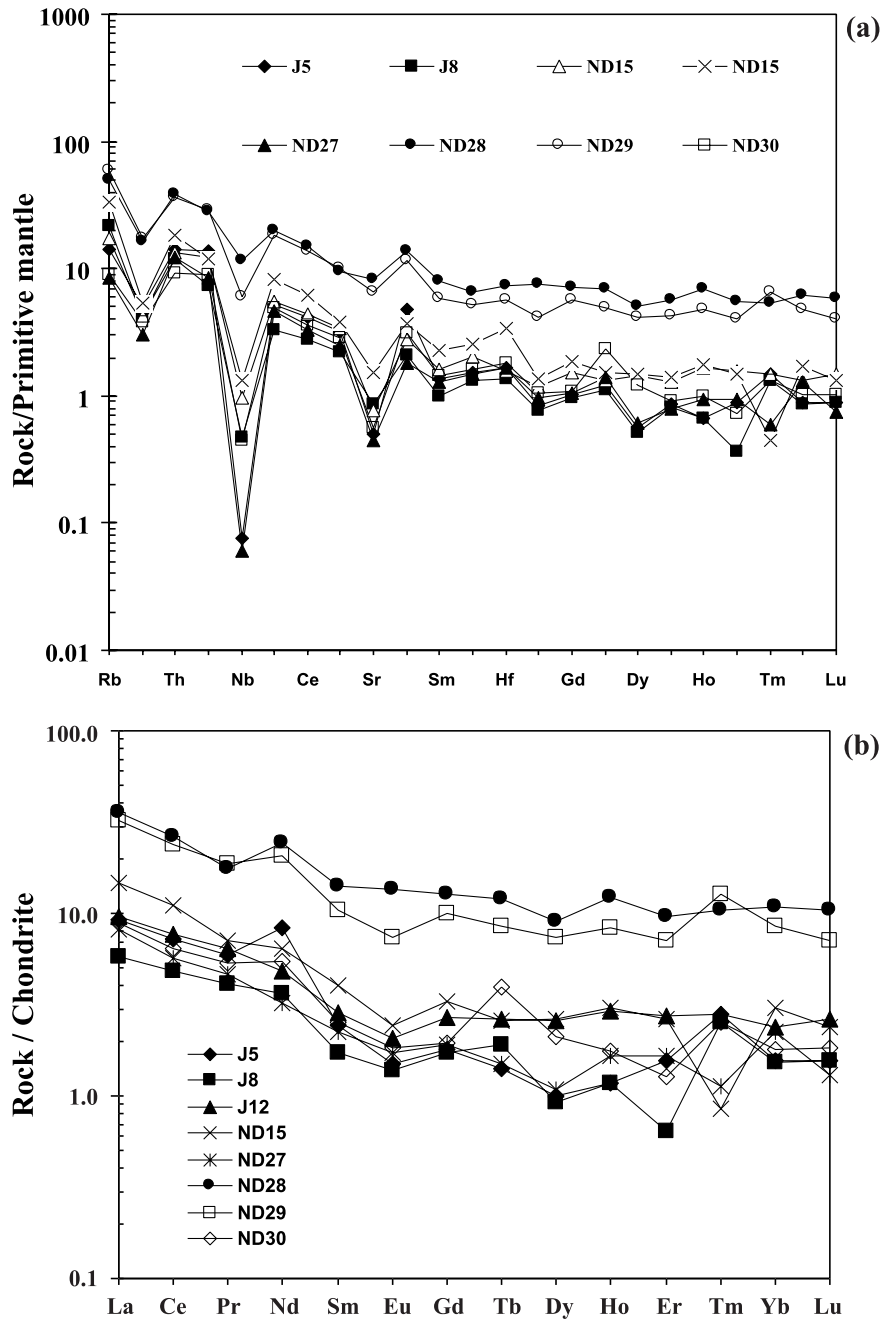 (a)
1000
100
10
1
0.1
0.01
Rock/Primitive mantle
J5 J8 ND15 ND15
ND27 ND28 ND29 ND30
Rb Th Nb Ce Sr Sm Hf Gd Dy Ho Tm Lu
(b)
100.0
10.0
1.0
0.1
Rock / Chondrite
J5
J8
J12
ND15
ND27
ND28
ND29
ND30
La Ce Pr Nd Sm Eu Gd Tb Dy Ho Er Tm Yb Lu